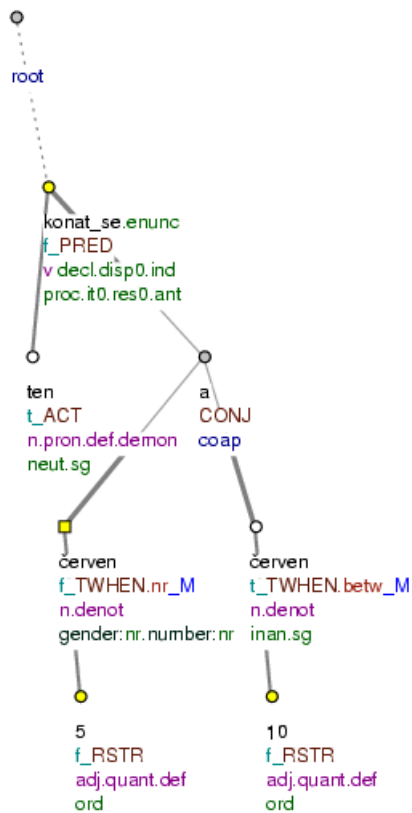 root
konat_se.enunc
f_PRED
v decl.disp0.ind
proc.it0.res0.ant
ten
t_ACT
n.pron.def.demon
neut.sg
a
CONJ
coap
červen
f_TWHEN.nr_M
n.denot
gender:nr.number:nr
červen
t_TWHEN.betw_M
n.denot
inan.sg
5
f_RSTR
adj.quant.def
ord
10
f_RSTR
adj.quant.def
ord